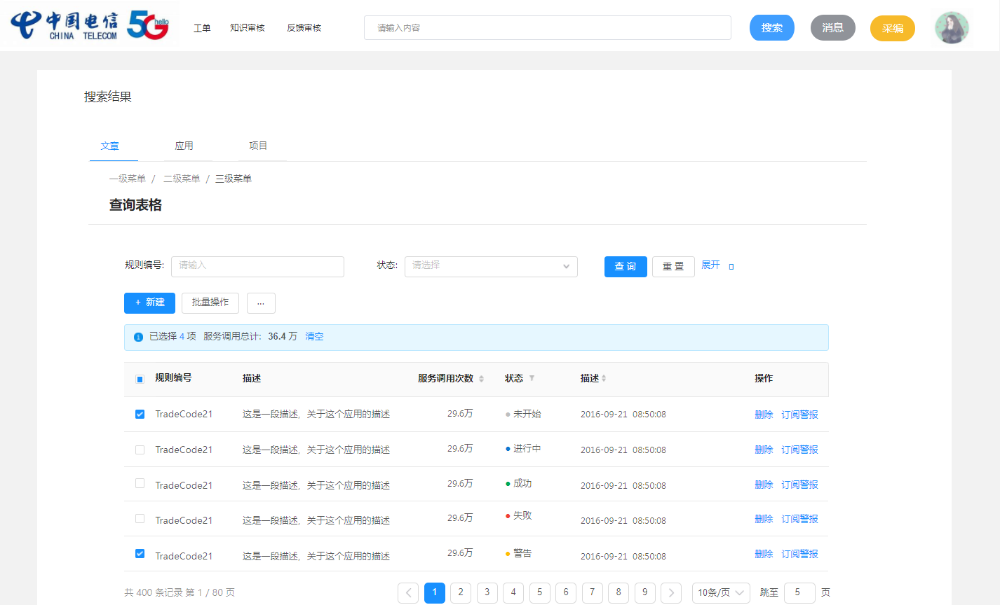 中国电信 CHINA TELECOM 5G hello 工单 知识审核 反馈审核 请输入内容 搜索 消息 采编
搜索结果
文章 应用 项目
一级菜单 / 二级菜单 / 三级菜单
查询表格
规则编号: 请输入 状态: 请选择 查 询 重 置 展开
+ 新建 批量操作 ...
已选择 4 项 服务调用总计: 36.4 万 清空
规则编号 描述 服务调用次数 状态 描述 操作
TradeCode21 这是一段描述，关于这个应用的描述 29.6万 未开始 2016-09-21 08:50:08 删除 订阅警报
TradeCode21 这是一段描述，关于这个应用的描述 29.6万 进行中 2016-09-21 08:50:08 删除 订阅警报
TradeCode21 这是一段描述，关于这个应用的描述 29.6万 成功 2016-09-21 08:50:08 删除 订阅警报
TradeCode21 这是一段描述，关于这个应用的描述 29.6万 失败 2016-09-21 08:50:08 删除 订阅警报
TradeCode21 这是一段描述，关于这个应用的描述 29.6万 警告 2016-09-21 08:50:08 删除 订阅警报
共 400 条记录 第 1 / 80 页 1 2 3 4 5 6 7 8 9 10条/页 跳至 5 页